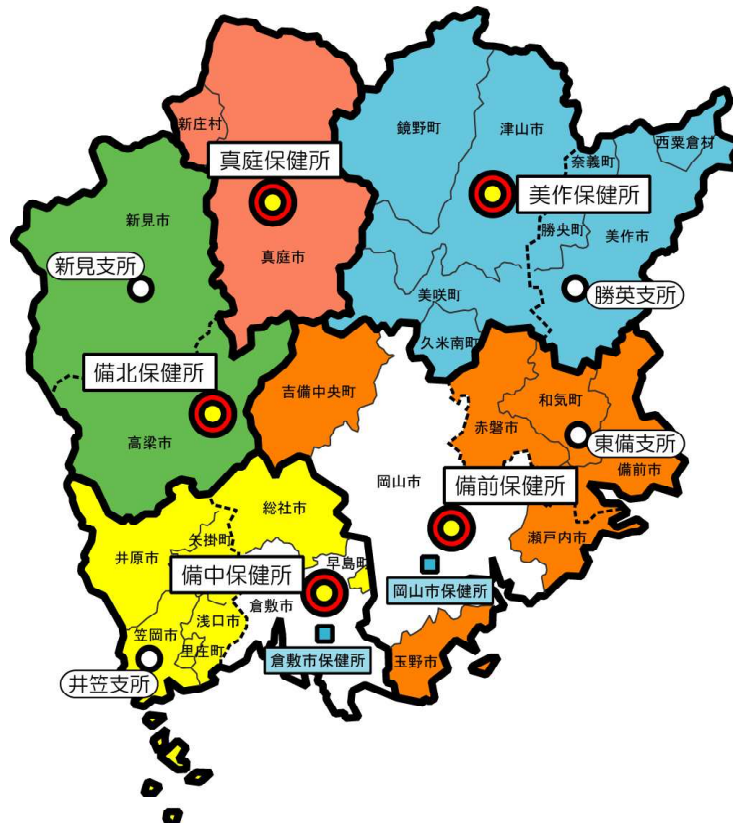 新庄村
鏡野町
津山市
西粟倉村
奈義町
真庭保健所
美作保健所
新見市
勝央町
美作市
真庭市
新見支所
美咲町
勝英支所
久米南町
備北保健所
吉備中央町
和気町
赤磐市
高梁市
東備支所
備前市
岡山市
備前保健所
総社市
瀬戸内市
矢掛町
井原市
早島町
備中保健所
岡山市保健所
倉敷市
浅口市
笠岡市
里庄町
倉敷市保健所
玉野市
井笠支所